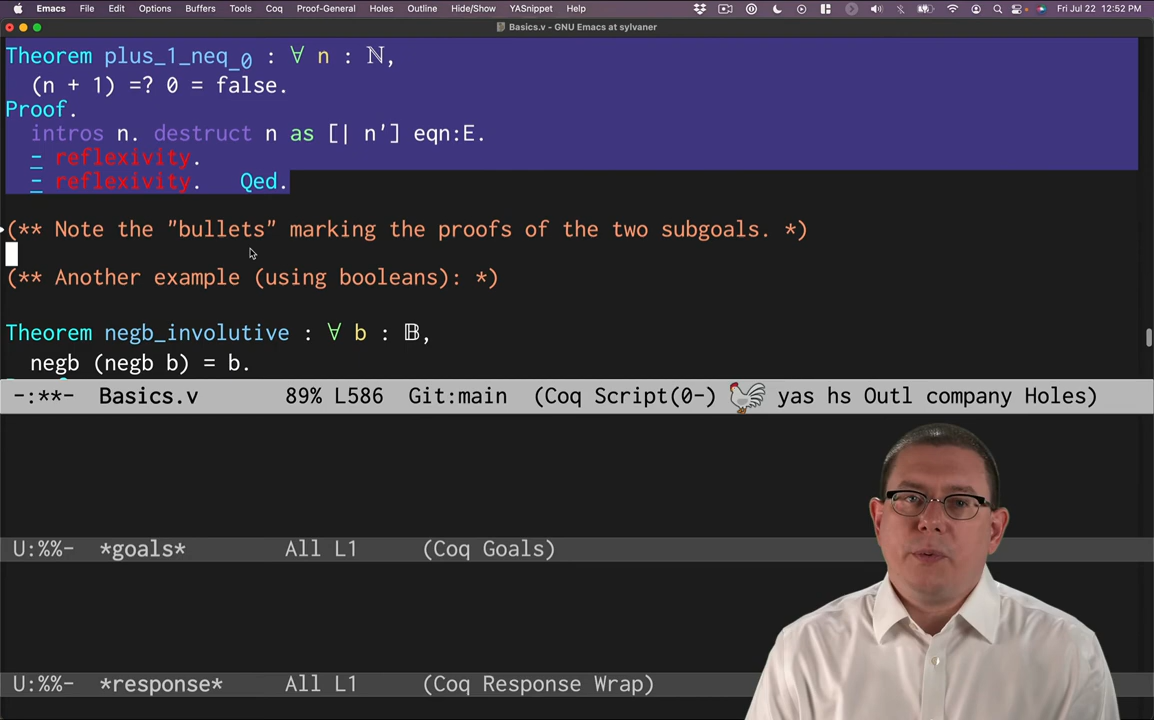 Emacs File Edit Options Buffers Tools Coq Proof-General Holes Outline Hide/Show YASnippet Help Fri Jul 22 12:52 PM
Basics.v - GNU Emacs at sylvaner
Theorem plus_1_neq_0 : ∀ n : ℕ,
(n + 1) =? 0 = false.
Proof.
intros n. destruct n as [| n'] eqn:E.
- reflexivity.
- reflexivity. Qed.
(** Note the "bullets" marking the proofs of the two subgoals. *)
(** Another example (using booleans): *)
Theorem negb_involutive : ∀ b : 𝔹,
negb (negb b) = b.
-:**- Basics.v 89% L586 Git:main (Coq Script(0-) 🐓 yas hs Outl company Holes)
U:%%- *goals* All L1 (Coq Goals)
U:%%- *response* All L1 (Coq Response Wrap)